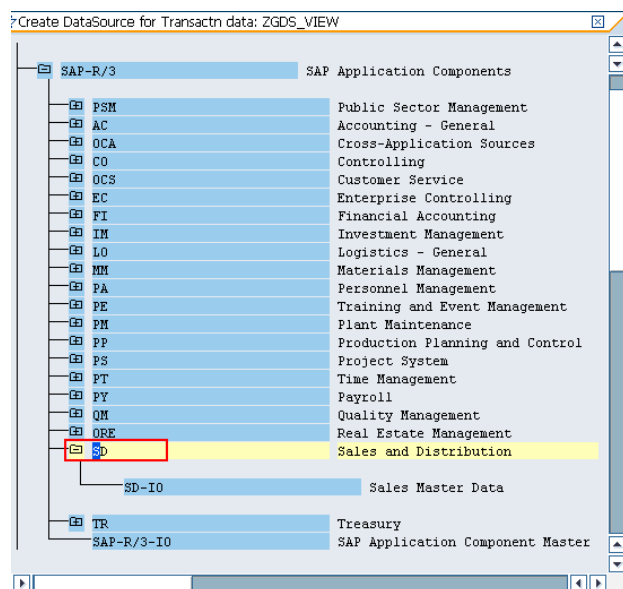 Create DataSource for Transactn data: ZGDS_VIEW
SAP-R/3 SAP Application Components
PSM Public Sector Management
AC Accounting - General
OCA Cross-Application Sources
CO Controlling
OCS Customer Service
EC Enterprise Controlling
FI Financial Accounting
IM Investment Management
LO Logistics - General
MM Materials Management
PA Personnel Management
PE Training and Event Management
PM Plant Maintenance
PP Production Planning and Control
PS Project System
PT Time Management
PY Payroll
QM Quality Management
ORE Real Estate Management
SD Sales and Distribution
SD-IO Sales Master Data
TR Treasury
SAP-R/3-IO SAP Application Component Master